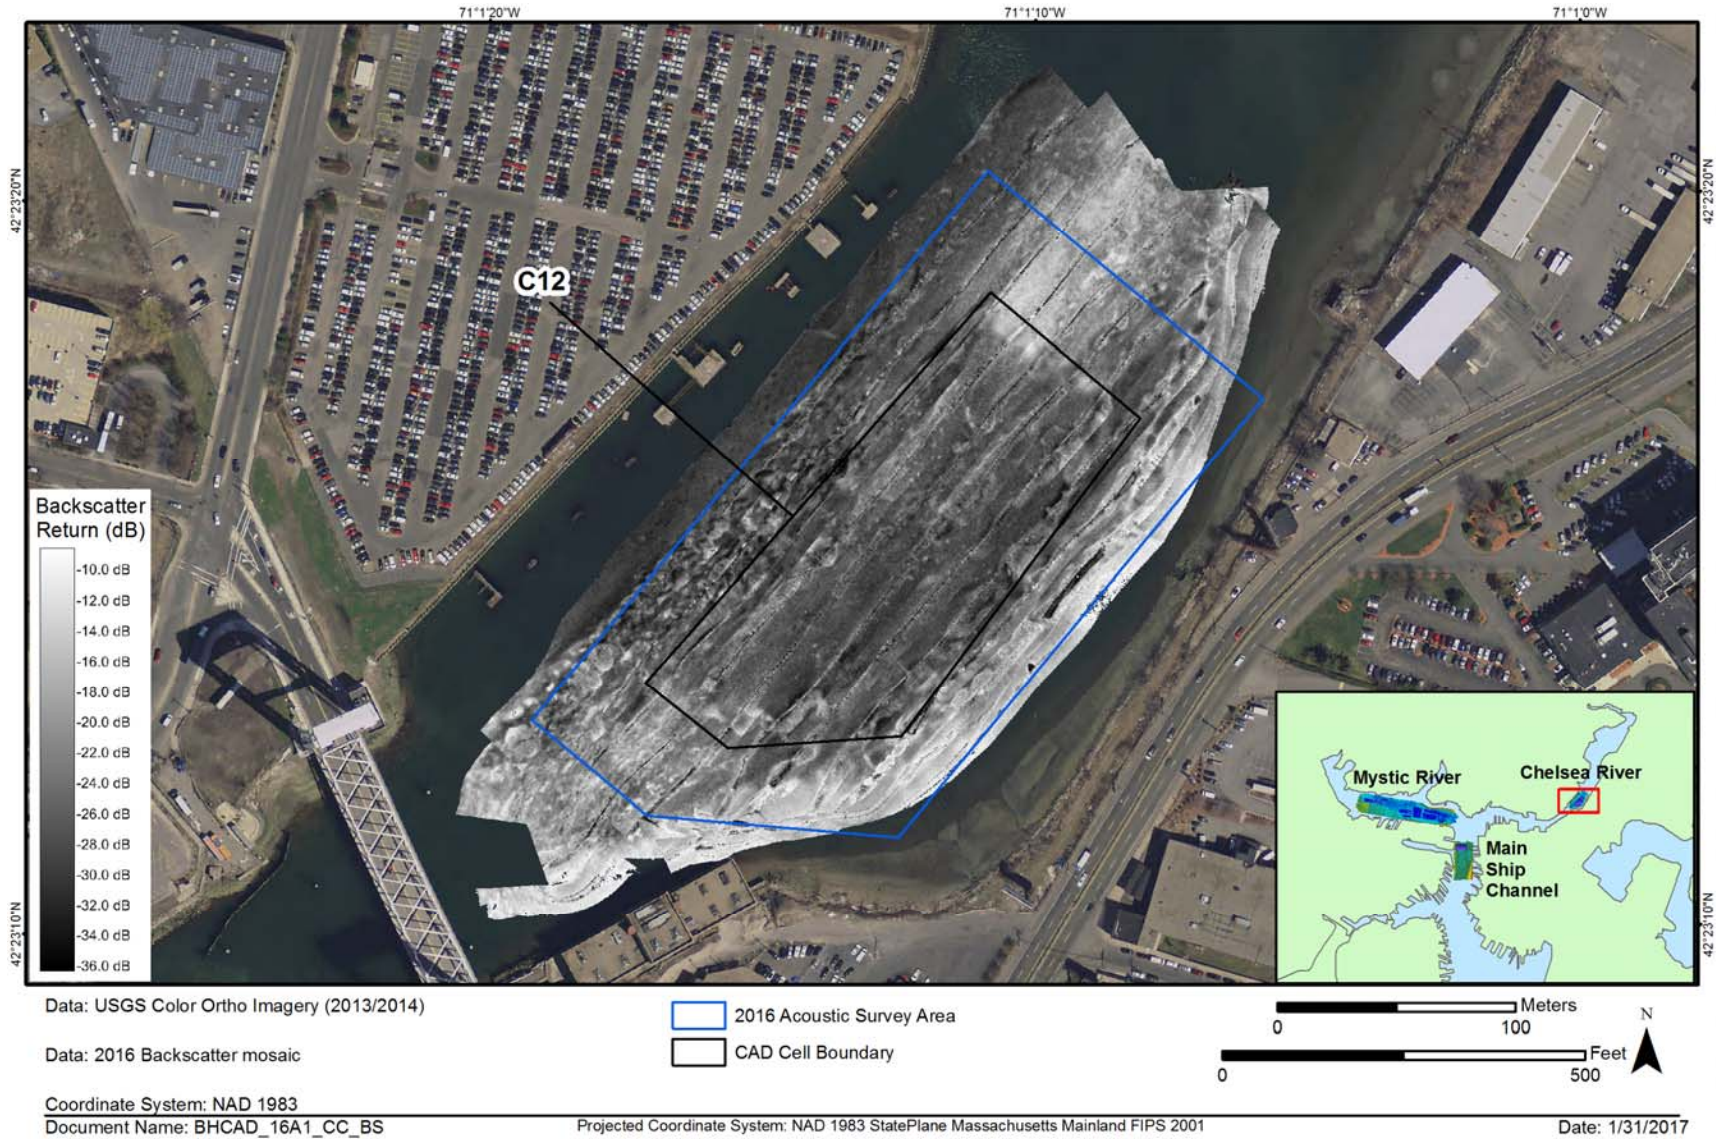 71°1'20"W
71°1'10"W
71°1'0"W
42°23'20"N
42°23'20"N
C12
Backscatter
Return (dB)
-10.0 dB
-12.0 dB
-14.0 dB
-16.0 dB
-18.0 dB
-20.0 dB
-22.0 dB
-24.0 dB
-26.0 dB
-28.0 dB
-30.0 dB
-32.0 dB
-34.0 dB
-36.0 dB
Mystic River
Chelsea River
Main
Ship
Channel
42°23'10"N
42°23'10"N
Data: USGS Color Ortho Imagery (2013/2014)
Data: 2016 Backscatter mosaic
2016 Acoustic Survey Area
CAD Cell Boundary
Meters
0 100
Feet
0 500
N
Coordinate System: NAD 1983
Document Name: BHCAD_16A1_CC_BS
Projected Coordinate System: NAD 1983 StatePlane Massachusetts Mainland FIPS 2001
Date: 1/31/2017